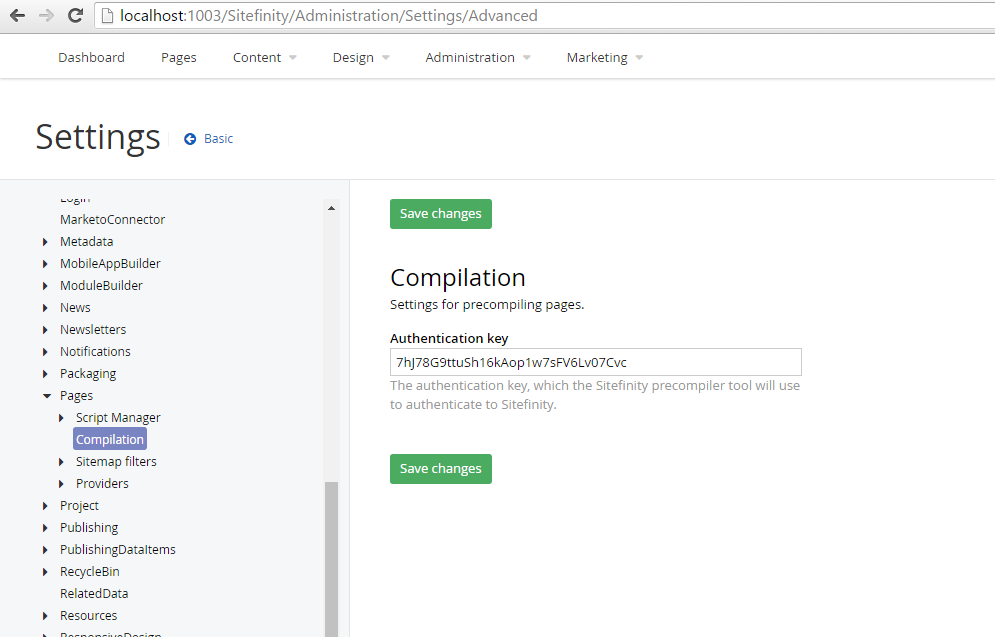 localhost:1003/Sitefinity/Administration/Settings/Advanced
Dashboard Pages Content Design Administration Marketing
Settings Basic
Login
MarketoConnector
Metadata
MobileAppBuilder
ModuleBuilder
News
Newsletters
Notifications
Packaging
Pages
Script Manager
Compilation
Sitemap filters
Providers
Project
Publishing
PublishingDataItems
RecycleBin
RelatedData
Resources
ResponsiveDesign
Save changes
Compilation
Settings for precompiling pages.
Authentication key
7hJ78G9ttuSh16kAop1w7sFV6Lv07Cvc
The authentication key, which the Sitefinity precompiler tool will use
to authenticate to Sitefinity.
Save changes